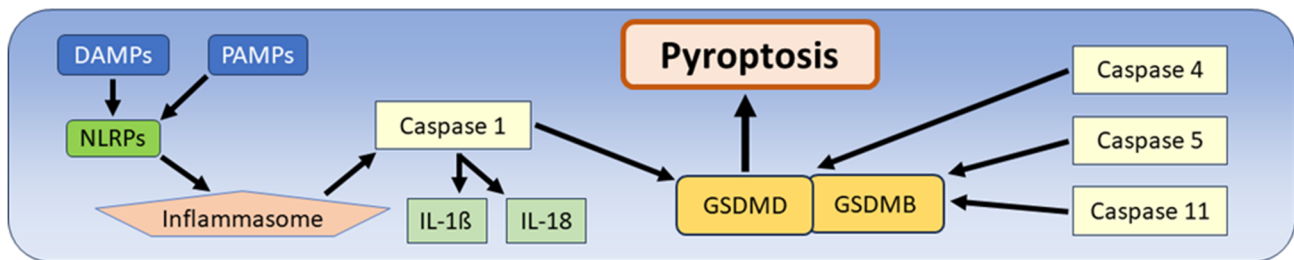 DAMPs
PAMPs
NLRPs
Inflammasome
Caspase 1
IL-1ß
IL-18
Pyroptosis
GSDMD
GSDMB
Caspase 4
Caspase 5
Caspase 11